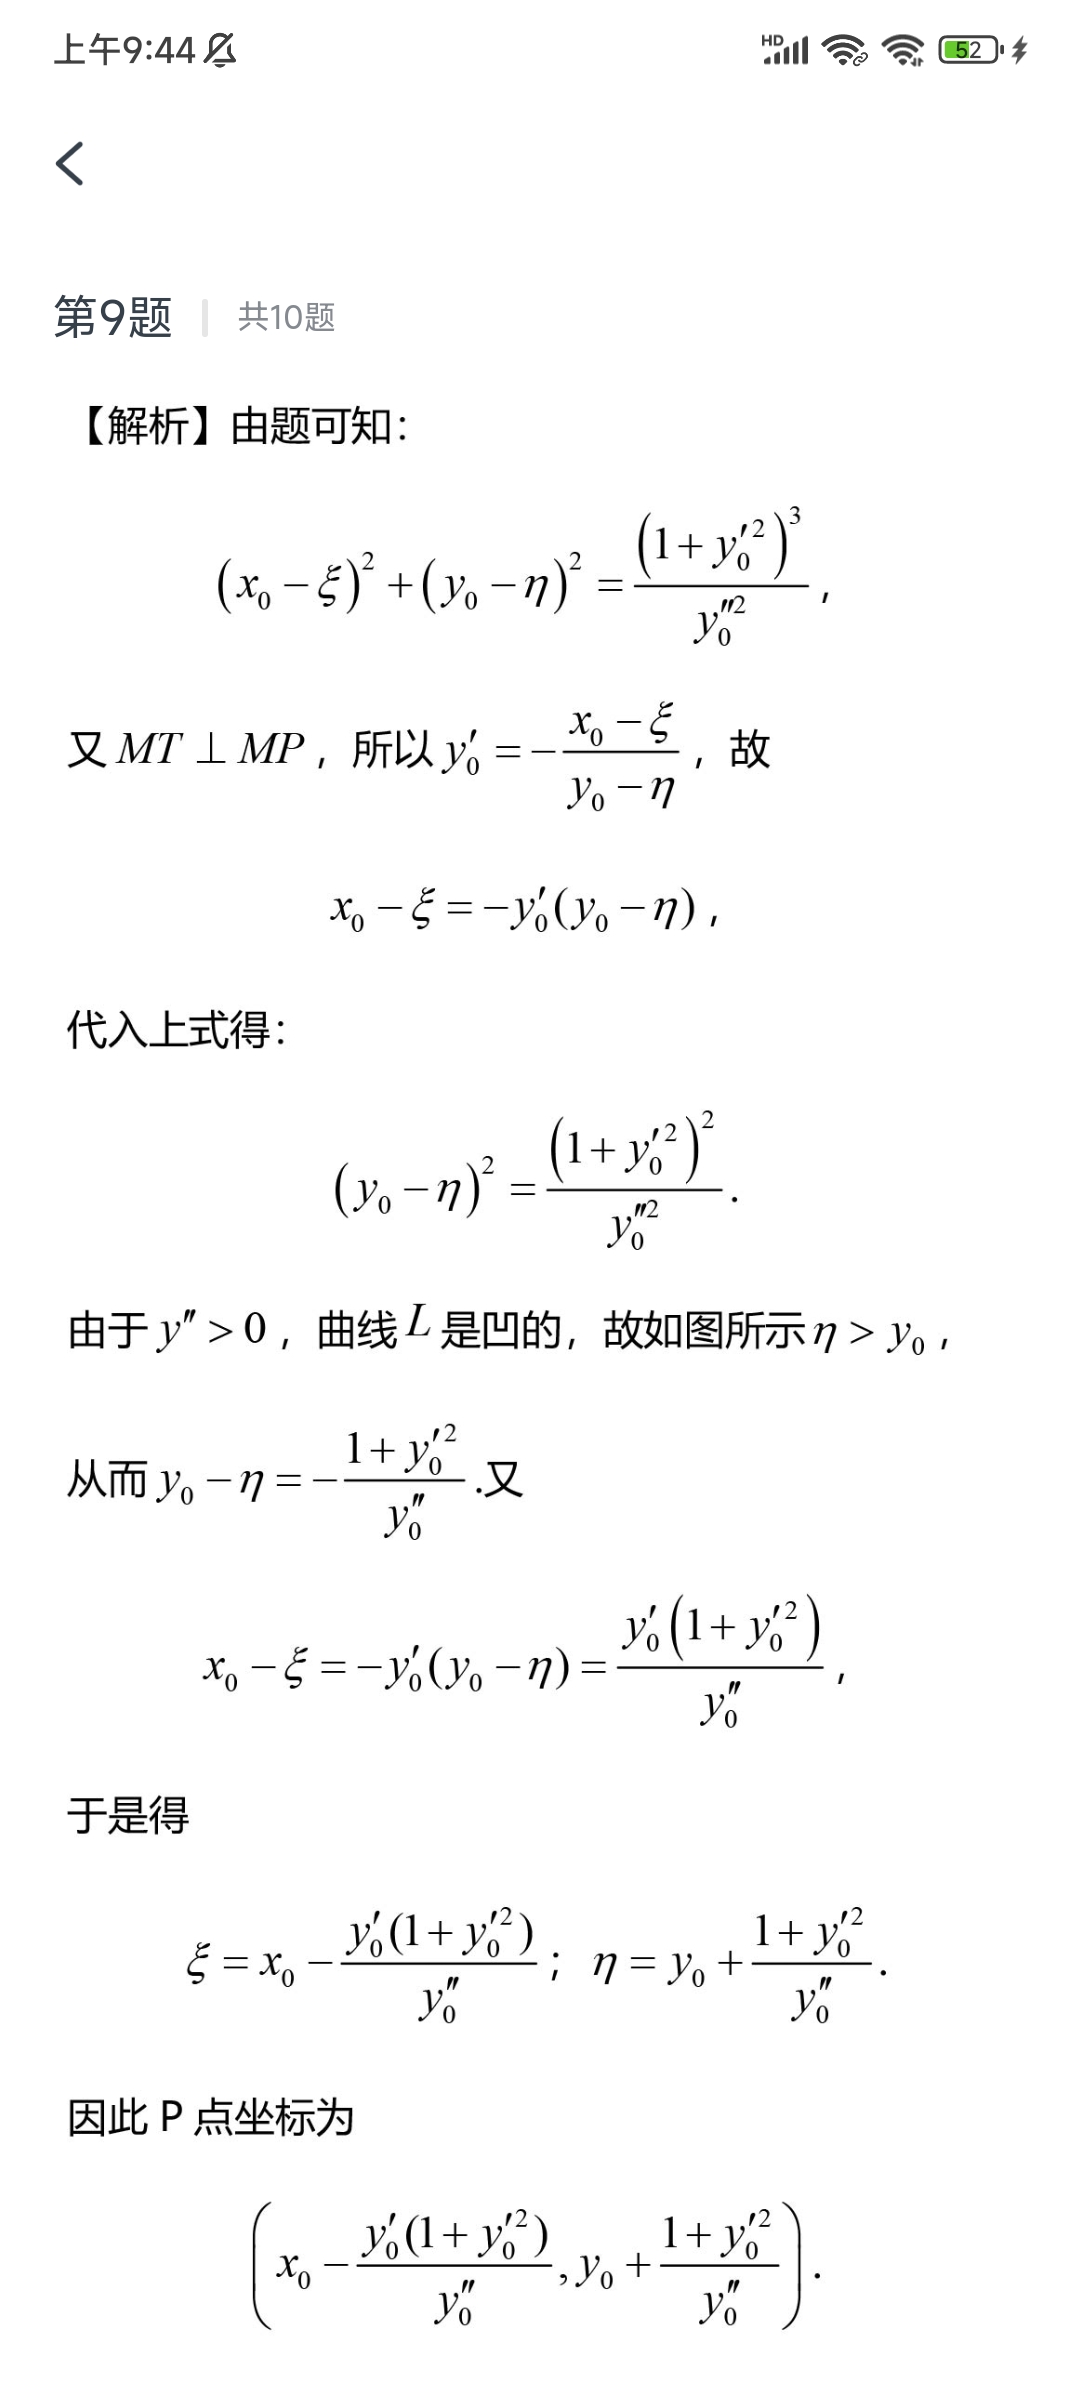 上午9:44
HD 52
第9题 | 共10题
【解析】由题可知：
$(x_0-\xi)^2+(y_0-\eta)^2=\frac{(1+y_0'^2)^3}{y_0''^2}$,
又 $MT\perp MP$, 所以 $y_0'=-\frac{x_0-\xi}{y_0-\eta}$, 故
$x_0-\xi=-y_0'(y_0-\eta)$,
代入上式得：
$(y_0-\eta)^2=\frac{(1+y_0'^2)^2}{y_0''^2}$.
由于 $y''>0$, 曲线 $L$ 是凹的, 故如图所示 $\eta>y_0$,
从而 $y_0-\eta=-\frac{1+y_0'^2}{y_0''}$.又
$x_0-\xi=-y_0'(y_0-\eta)=\frac{y_0'(1+y_0'^2)}{y_0''}$,
于是得
$\xi=x_0-\frac{y_0'(1+y_0'^2)}{y_0''}$; $\eta=y_0+\frac{1+y_0'^2}{y_0''}$.
因此 P 点坐标为
$\left(x_0-\frac{y_0'(1+y_0'^2)}{y_0''},y_0+\frac{1+y_0'^2}{y_0''}\right)$.